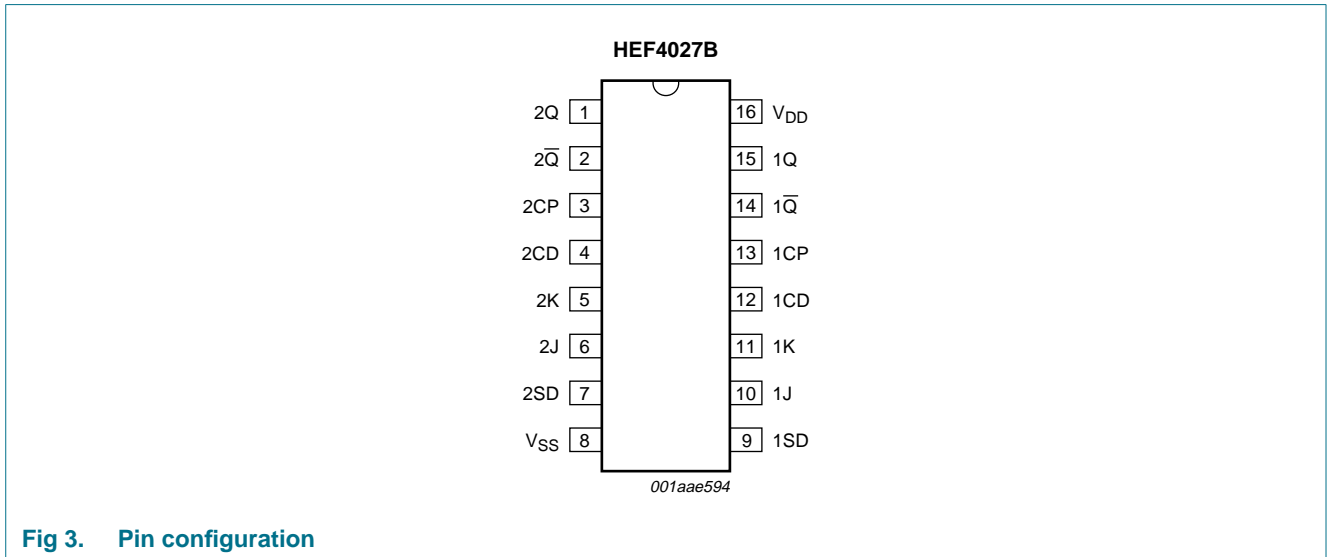 HEF4027B
2Q 1 16 VDD
2Q̅ 2 15 1Q
2CP 3 14 1Q̅
2CD 4 13 1CP
2K 5 12 1CD
2J 6 11 1K
2SD 7 10 1J
VSS 8 9 1SD
001aae594
Fig 3. Pin configuration